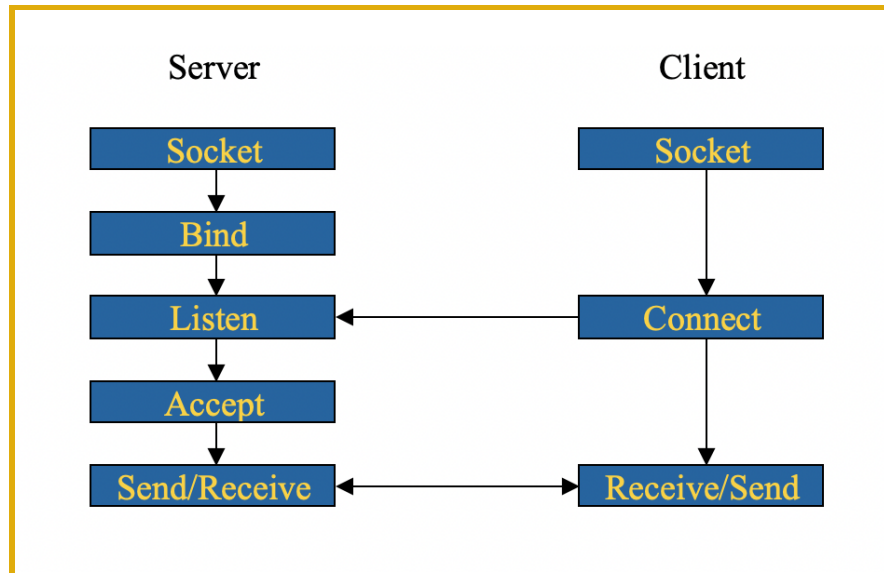 Server
Client
Socket
Socket
Bind
Listen
Connect
Accept
Send/Receive
Receive/Send